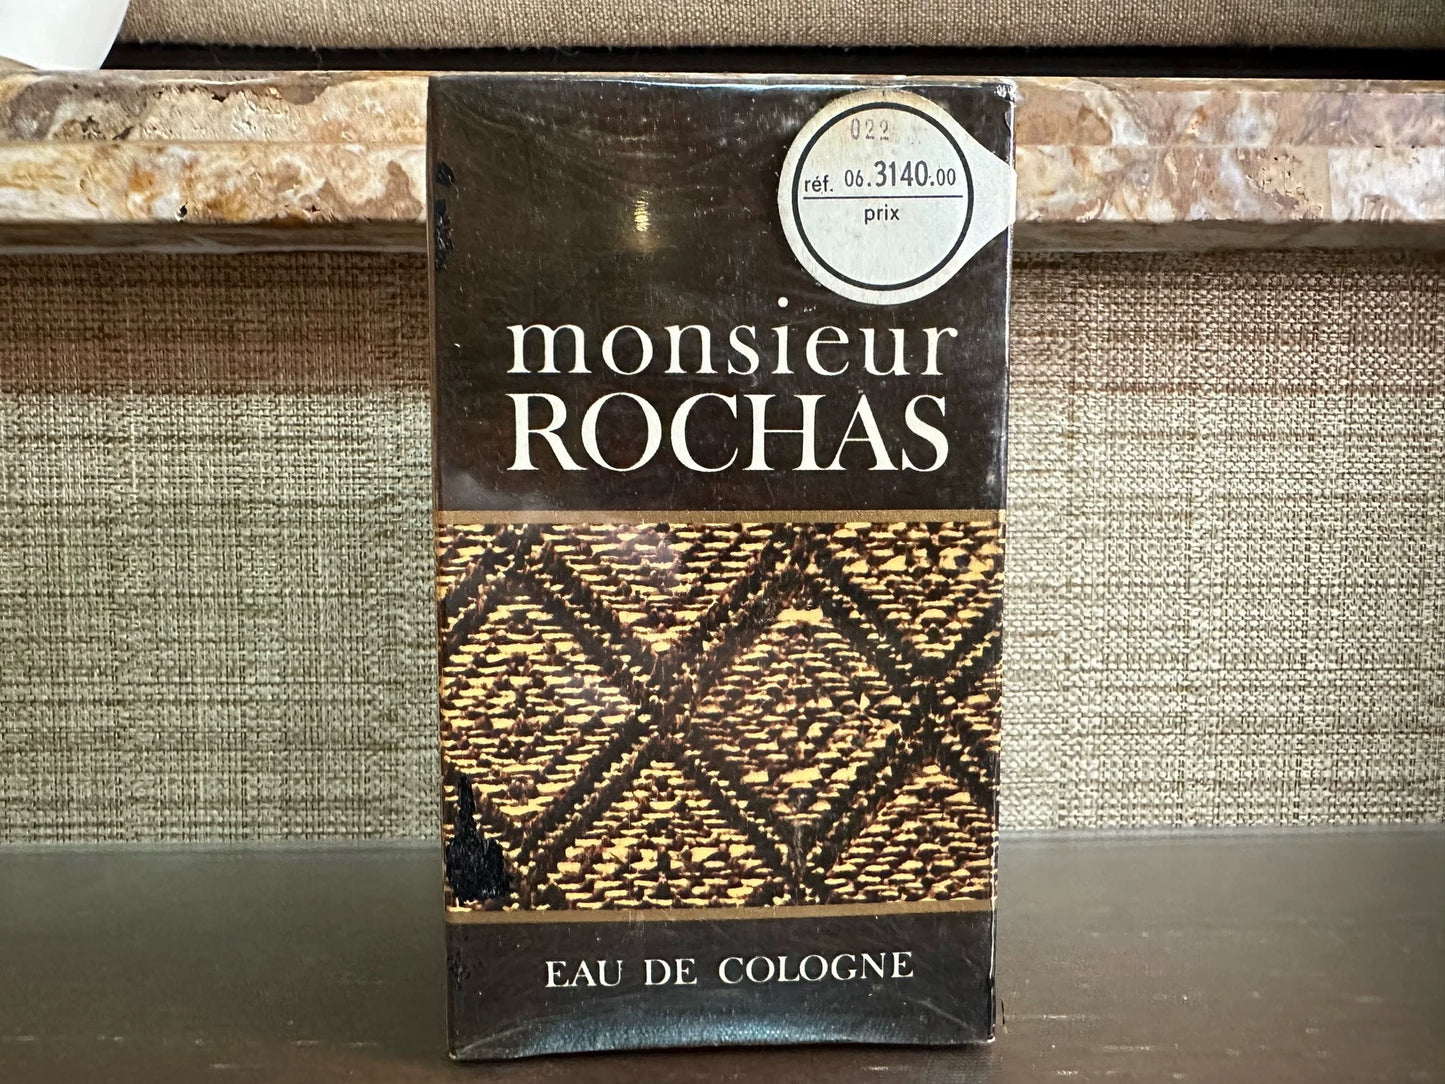 022
réf. 06.3140.00
prix
monsieur
ROCHAS
EAU DE COLOGNE